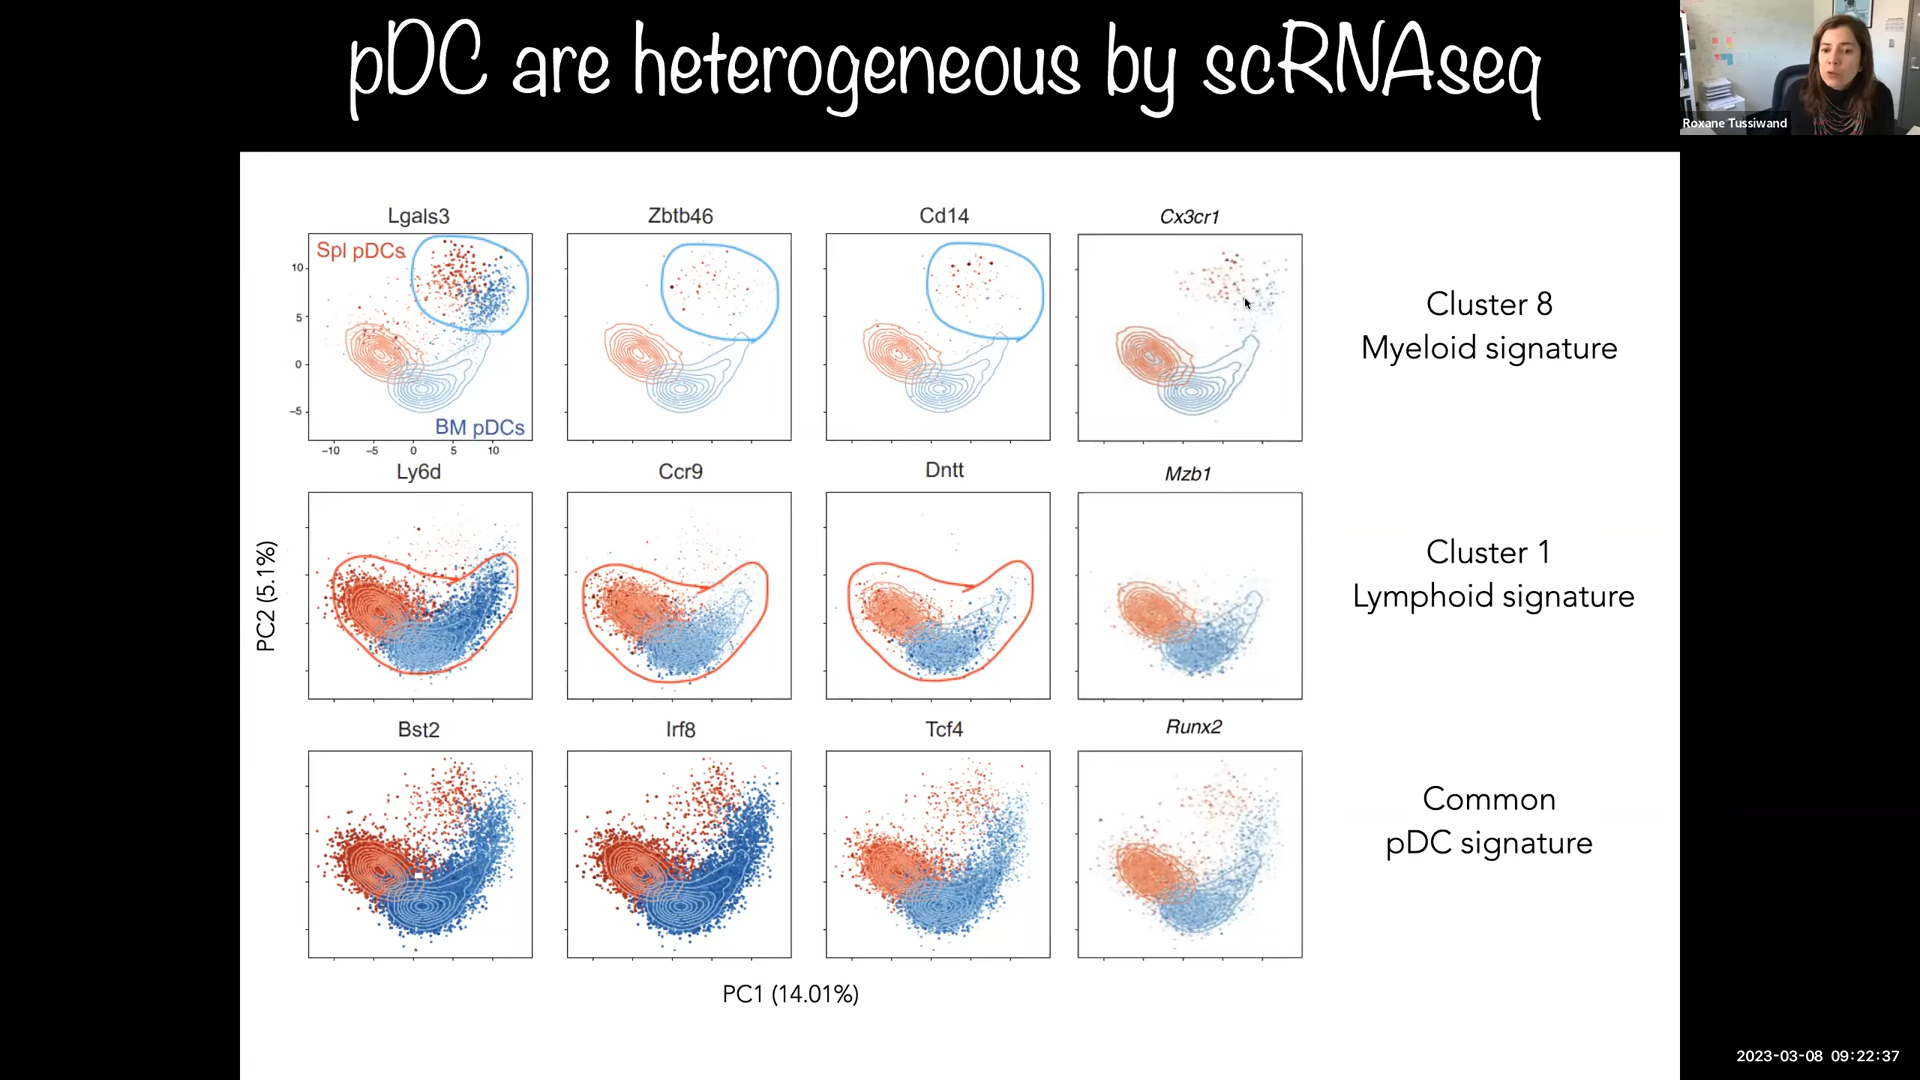 pDC are heterogeneous by scRNAseq
Roxane Tussiwand
Lgals3
Zbtb46
Cd14
Cx3cr1
Spl pDCs
BM pDCs
10
5
0
−5
−10
−5
0
5
10
Cluster 8
Myeloid signature
Ly6d
Ccr9
Dntt
Mzb1
Cluster 1
Lymphoid signature
PC2 (5.1%)
Bst2
Irf8
Tcf4
Runx2
Common
pDC signature
PC1 (14.01%)
2023-03-08 09:22:37